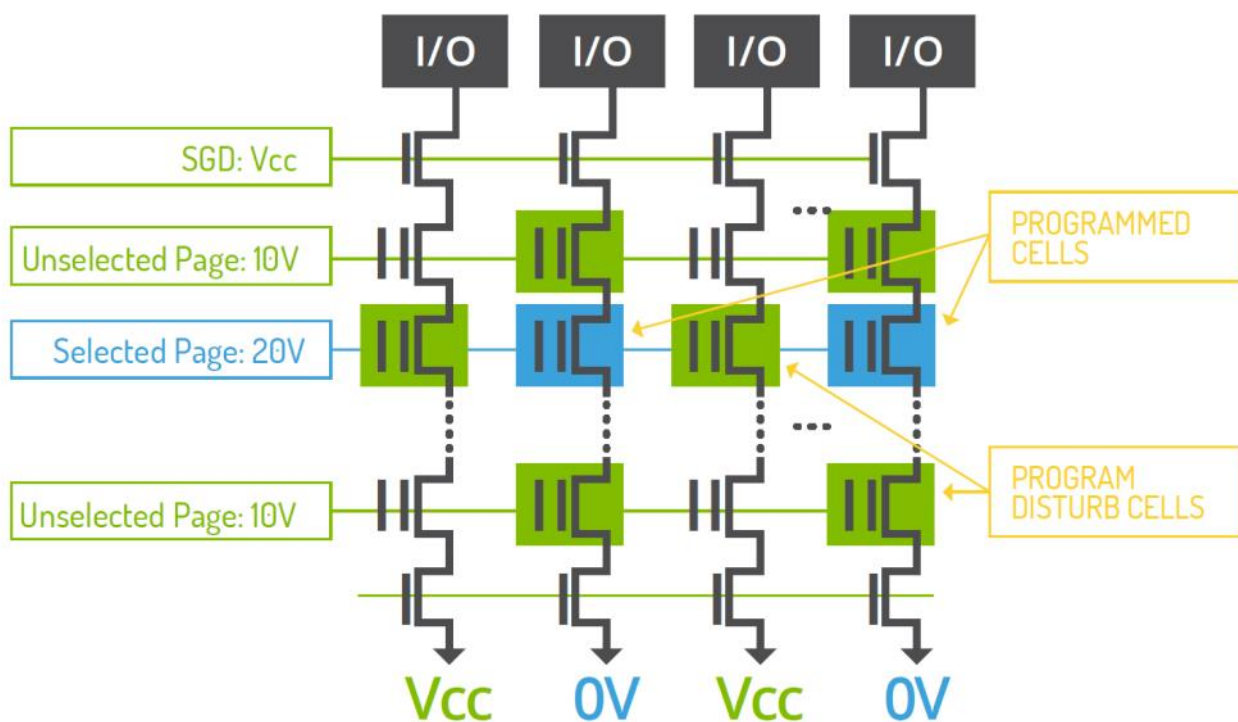 I/O I/O I/O I/O
SGD: Vcc
Unselected Page: 10V
PROGRAMMED
CELLS
Selected Page: 20V
PROGRAM
DISTURB CELLS
Unselected Page: 10V
Vcc 0V Vcc 0V